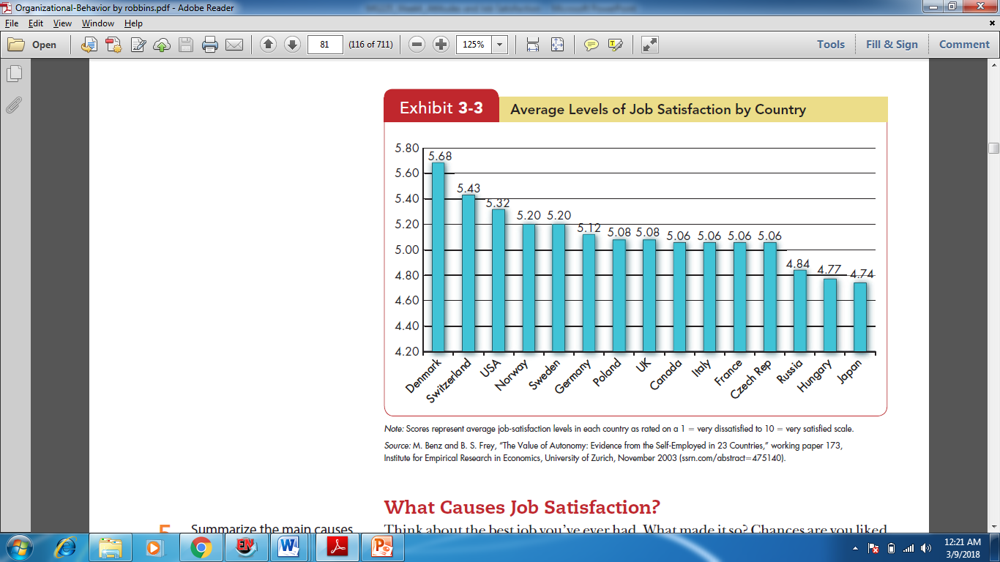 Organizational-Behavior by robbins.pdf - Adobe Reader
File Edit View Window Help
Open 81 (116 of 711) 125% Tools Fill & Sign Comment
Exhibit 3-3 Average Levels of Job Satisfaction by Country
5.80
5.60
5.40
5.20
5.00
4.80
4.60
4.40
4.20
5.68
5.43
5.32
5.20
5.20
5.12
5.08
5.08
5.06
5.06
5.06
5.06
4.84
4.77
4.74
Denmark
Switzerland
USA
Norway
Sweden
Germany
Poland
UK
Canada
Italy
France
Czech Rep
Russia
Hungary
Japan
Note: Scores represent average job-satisfaction levels in each country as rated on a 1 = very dissatisfied to 10 = very satisfied scale.
Source: M. Benz and B. S. Frey, “The Value of Autonomy: Evidence from the Self-Employed in 23 Countries,” working paper 173,
Institute for Empirical Research in Economics, University of Zurich, November 2003 (ssrn.com/abstract=475140).
What Causes Job Satisfaction?
5 Summarize the main causes
Think about the best job you’ve ever had. What made it so? Chances are you liked
12:21 AM
3/9/2018